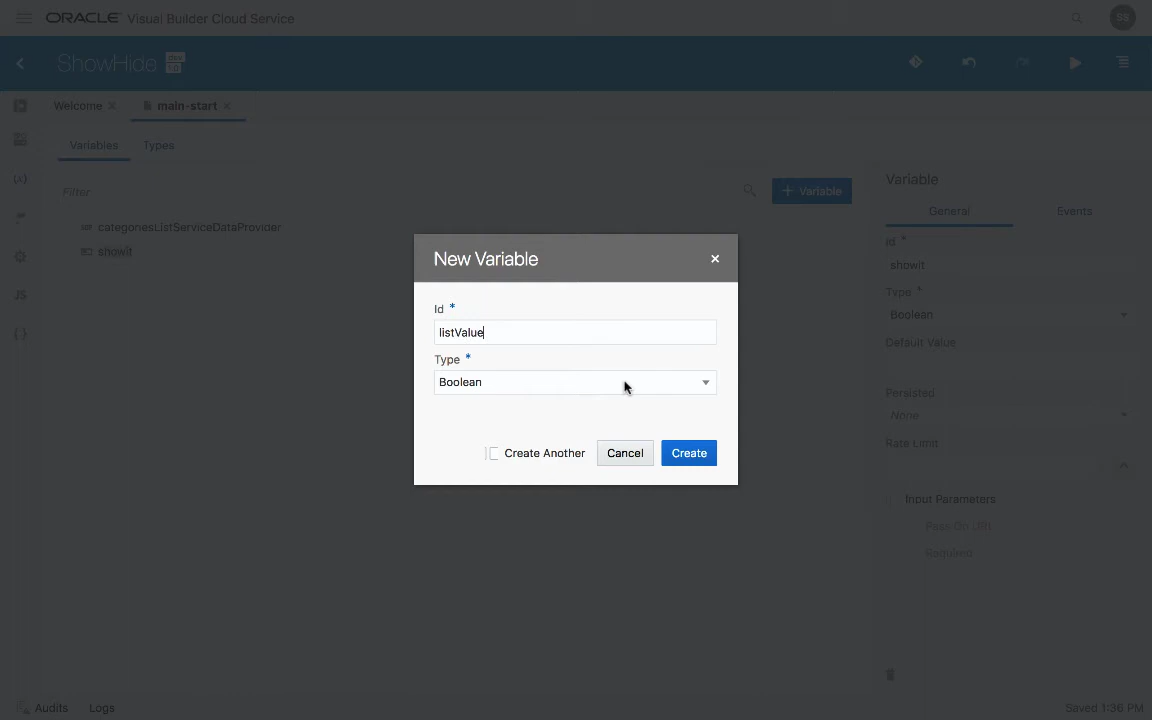 ORACLE® Visual Builder Cloud Service
SS
ShowHide
Welcome
main-start
Variables
Types
Filter
+ Variable
categoriesListServiceDataProvider
showit
Variable
General
Events
Id *
showit
Type *
Boolean
Default Value
Persisted
None
Rate Limit
Input Parameters
Pass On URL
Required
New Variable
Id *
listValue
Type *
Boolean
Create Another
Cancel
Create
(x)
JS
{ }
Audits
Logs
Saved 1:36 PM